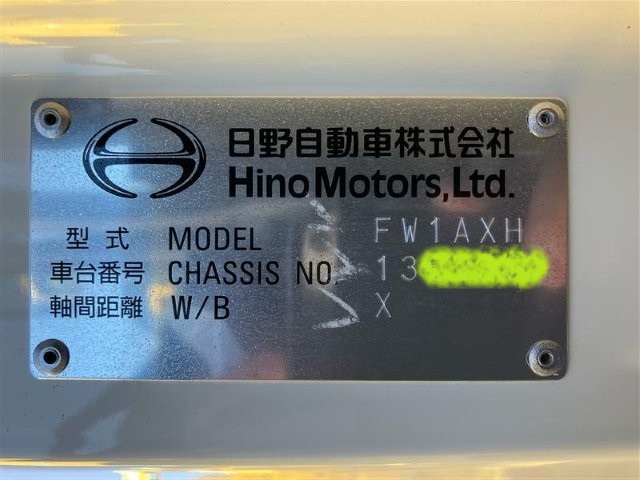 日野自動車株式会社
Hino Motors, Ltd.
型式 MODEL FW1AXH
車台番号 CHASSIS NO. 13
軸間距離 W/B X